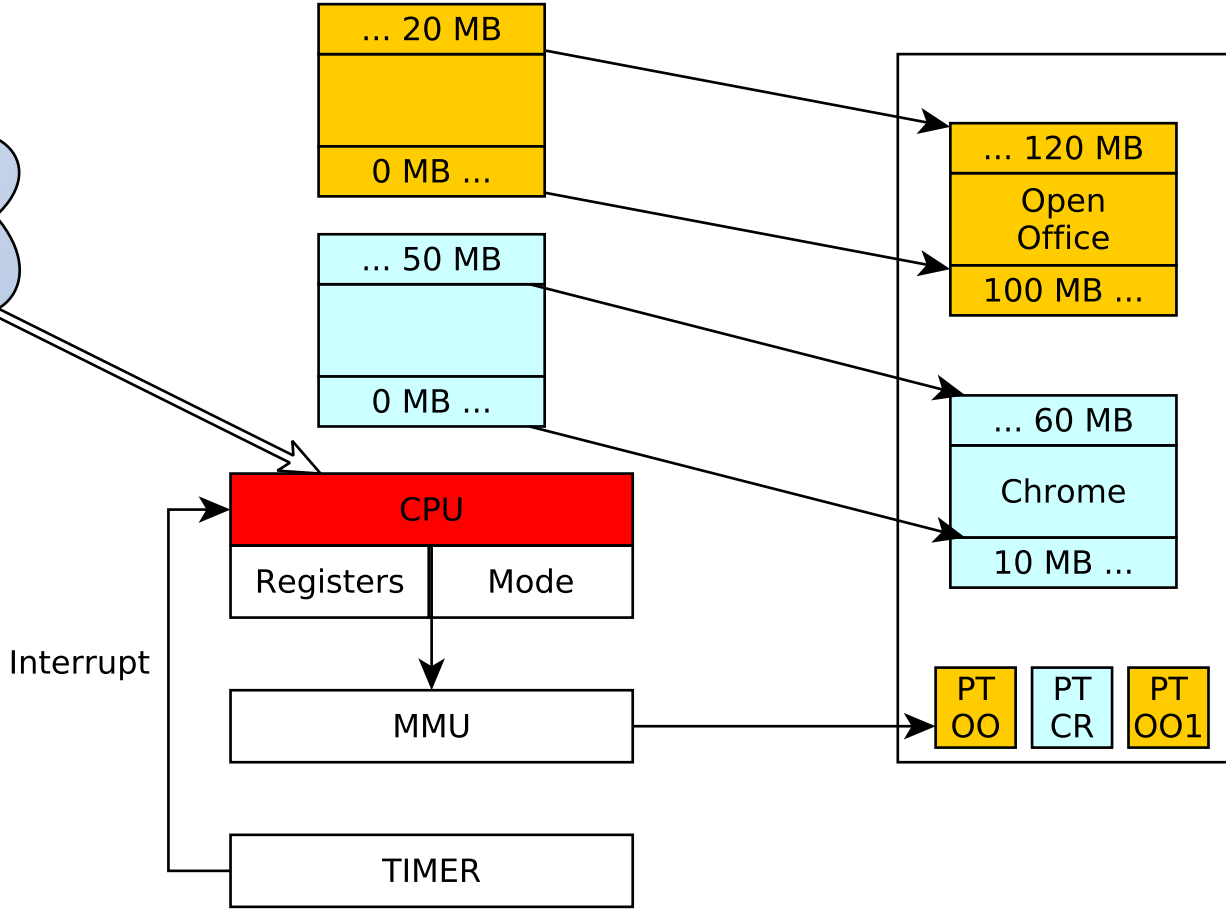 ... 20 MB
0 MB ...
... 50 MB
0 MB ...
CPU
Registers
Mode
Interrupt
MMU
TIMER
... 120 MB
Open
Office
100 MB ...
... 60 MB
Chrome
10 MB ...
PT
OO
PT
CR
PT
OO1